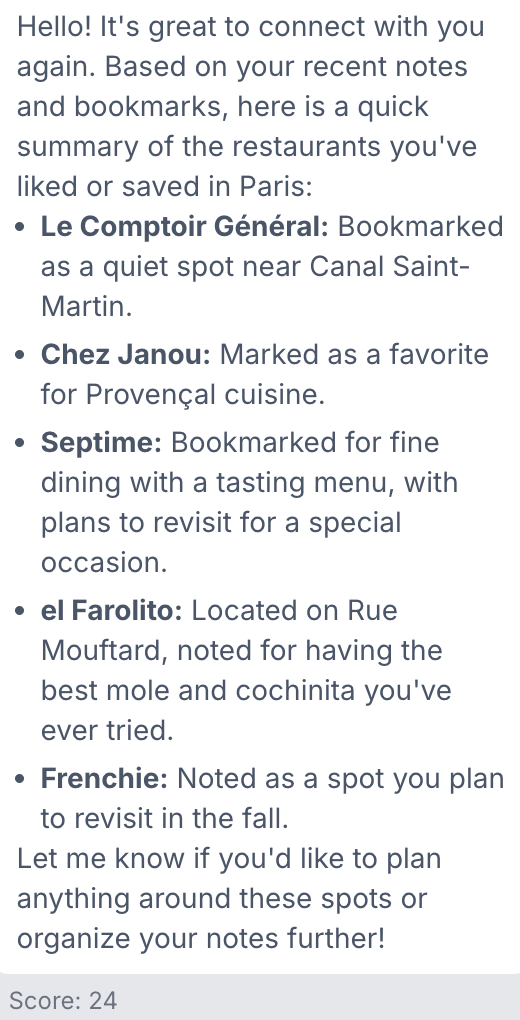 Hello! It's great to connect with you
again. Based on your recent notes
and bookmarks, here is a quick
summary of the restaurants you've
liked or saved in Paris:
• Le Comptoir Général: Bookmarked
as a quiet spot near Canal Saint-
Martin.
• Chez Janou: Marked as a favorite
for Provençal cuisine.
• Septime: Bookmarked for fine
dining with a tasting menu, with
plans to revisit for a special
occasion.
• el Farolito: Located on Rue
Mouftard, noted for having the
best mole and cochinita you've
ever tried.
• Frenchie: Noted as a spot you plan
to revisit in the fall.
Let me know if you'd like to plan
anything around these spots or
organize your notes further!
Score: 24